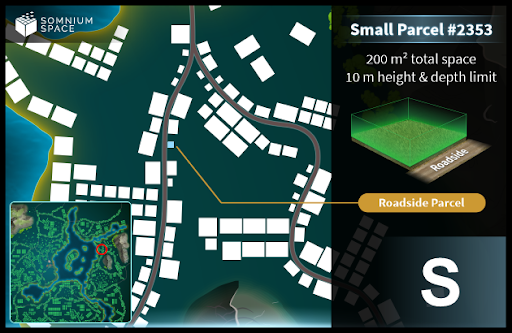 SOMNIUM
SPACE
Small Parcel #2353
200 m² total space
10 m height & depth limit
Roadside
Roadside Parcel
S